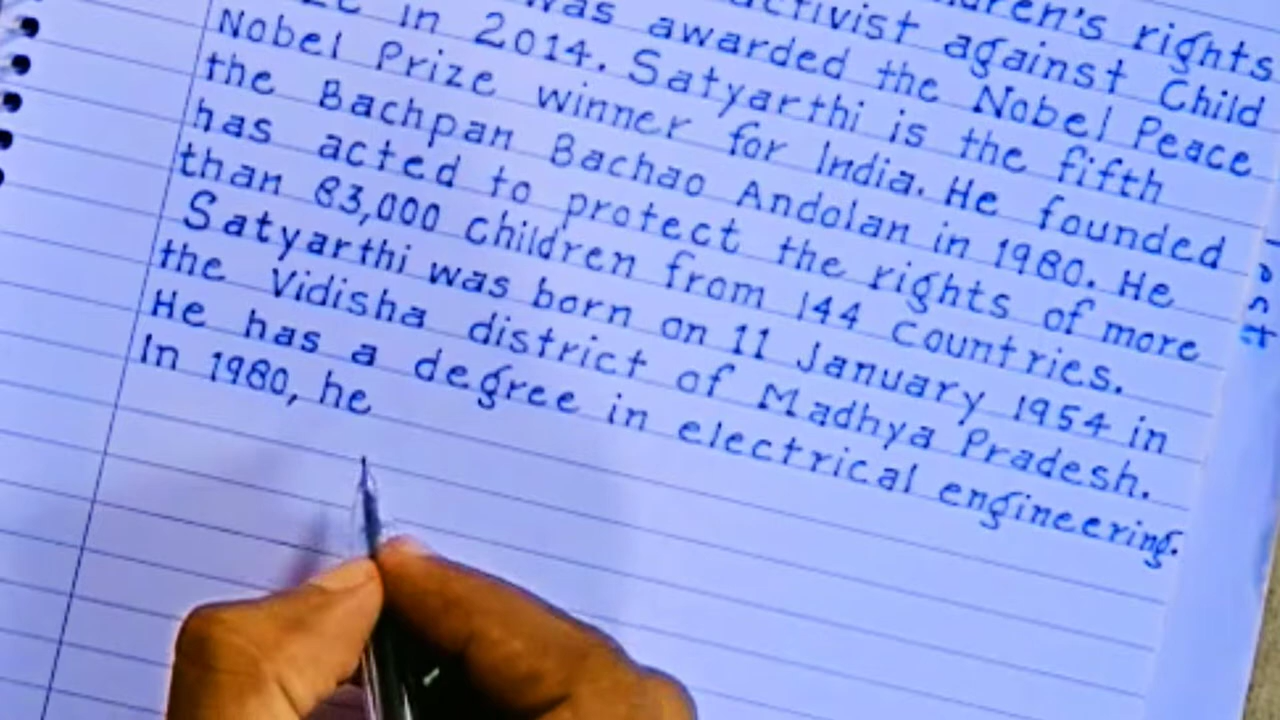 rights
activist against Child
was awarded the Nobel Peace
in 2014. Satyarthi is the fifth
Nobel Prize winner for India. He founded
the Bachpan Bachao Andolan in 1980. He
has acted to protect the rights of more
than 83,000 Children from 144 Countries.
Satyarthi was born on 11 January 1954 in
the Vidisha district of Madhya Pradesh.
He has a degree in electrical engineering.
In 1980, he